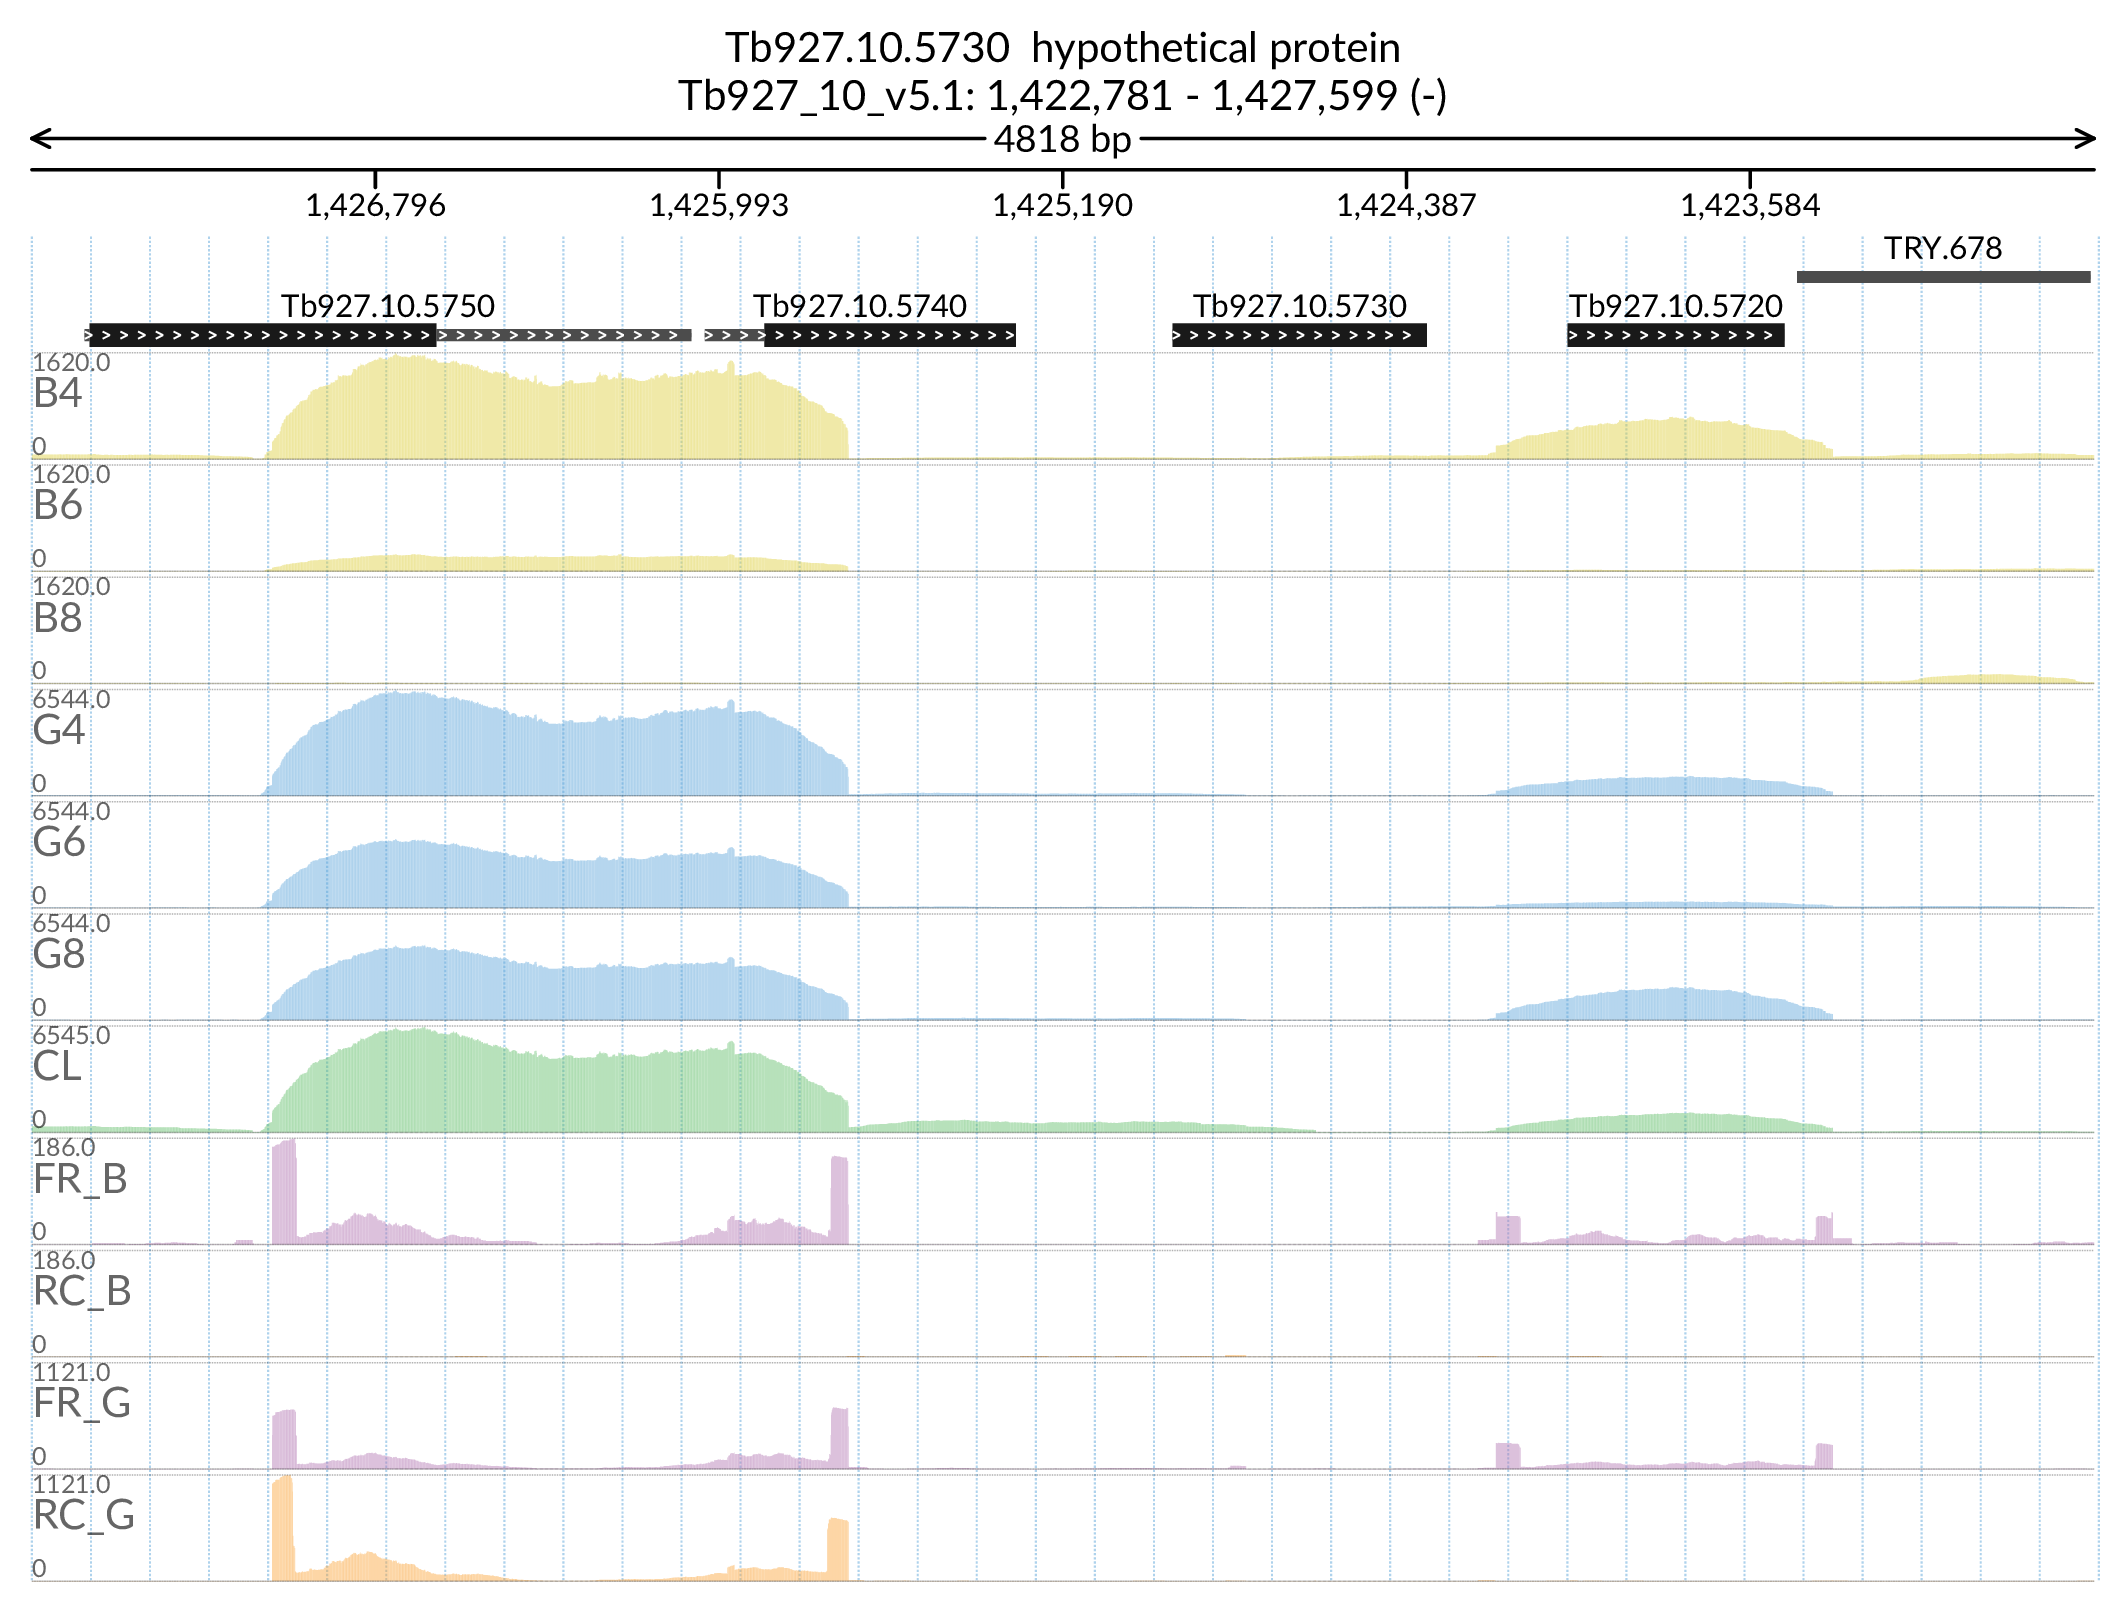 Tb927.10.5730 hypothetical protein
Tb927_10_v5.1: 1,422,781 - 1,427,599 (-)
4818 bp
1,426,796 1,425,993 1,425,190 1,424,387 1,423,584
TRY.678
Tb927.10.5750 Tb927.10.5740 Tb927.10.5730 Tb927.10.5720
1620.0
B4
0
1620.0
B6
0
1620.0
B8
0
6544.0
G4
0
6544.0
G6
0
6544.0
G8
0
6545.0
CL
0
186.0
FR_B
0
186.0
RC_B
0
1121.0
FR_G
0
1121.0
RC_G
0